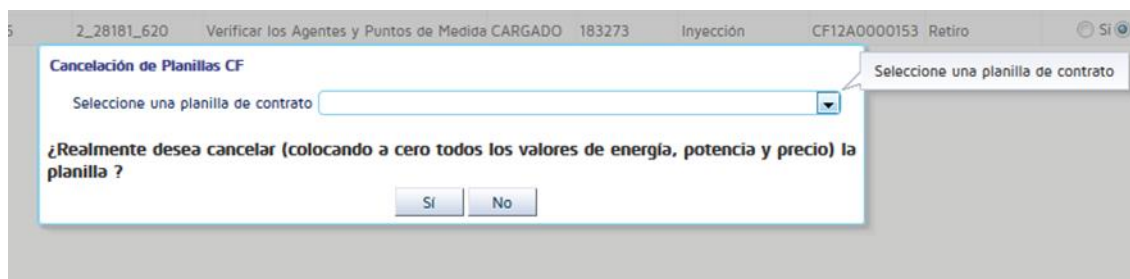 2_28181_620 Verificar los Agentes y Puntos de Medida CARGADO 183273 Inyección CF12A0000153 Retiro Si
Cancelación de Planillas CF
Seleccione una planilla de contrato
Seleccione una planilla de contrato
¿Realmente desea cancelar (colocando a cero todos los valores de energía, potencia y precio) la
planilla ?
Sí No